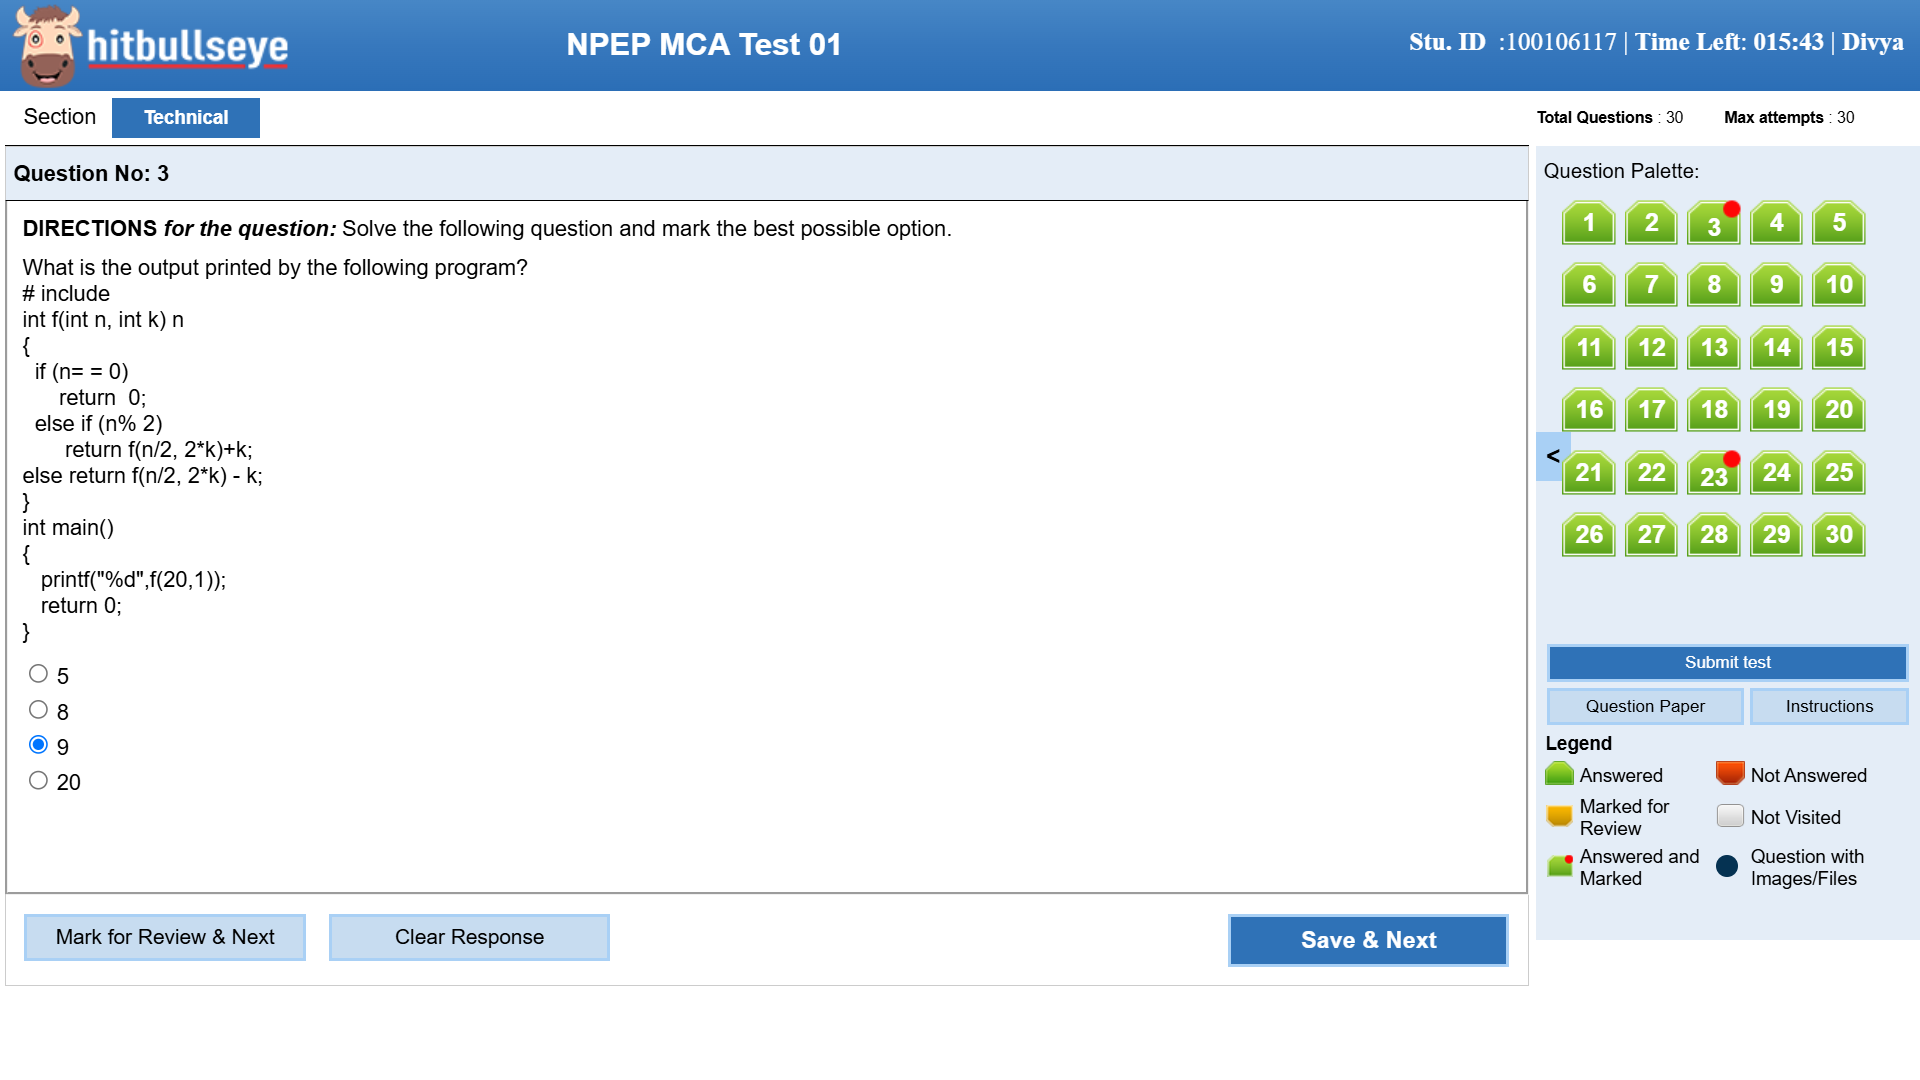 hitbullseye
NPEP MCA Test 01
Stu. ID :100106117 | Time Left: 015:43 | Divya
Section
Technical
Total Questions : 30
Max attempts : 30
Question No: 3
DIRECTIONS for the question: Solve the following question and mark the best possible option.
What is the output printed by the following program?
# include
int f(int n, int k) n
{
if (n= = 0)
return  0;
else if (n% 2)
return f(n/2, 2*k)+k;
else return f(n/2, 2*k) - k;
}
int main()
{
printf("%d",f(20,1));
return 0;
}
5
8
9
20
Mark for Review & Next
Clear Response
Save & Next
Question Palette:
1 2 3 4 5
6 7 8 9 10
11 12 13 14 15
16 17 18 19 20
<
21 22 23 24 25
26 27 28 29 30
Submit test
Question Paper
Instructions
Legend
Answered
Not Answered
Marked for
Review
Not Visited
Answered and
Marked
Question with
Images/Files